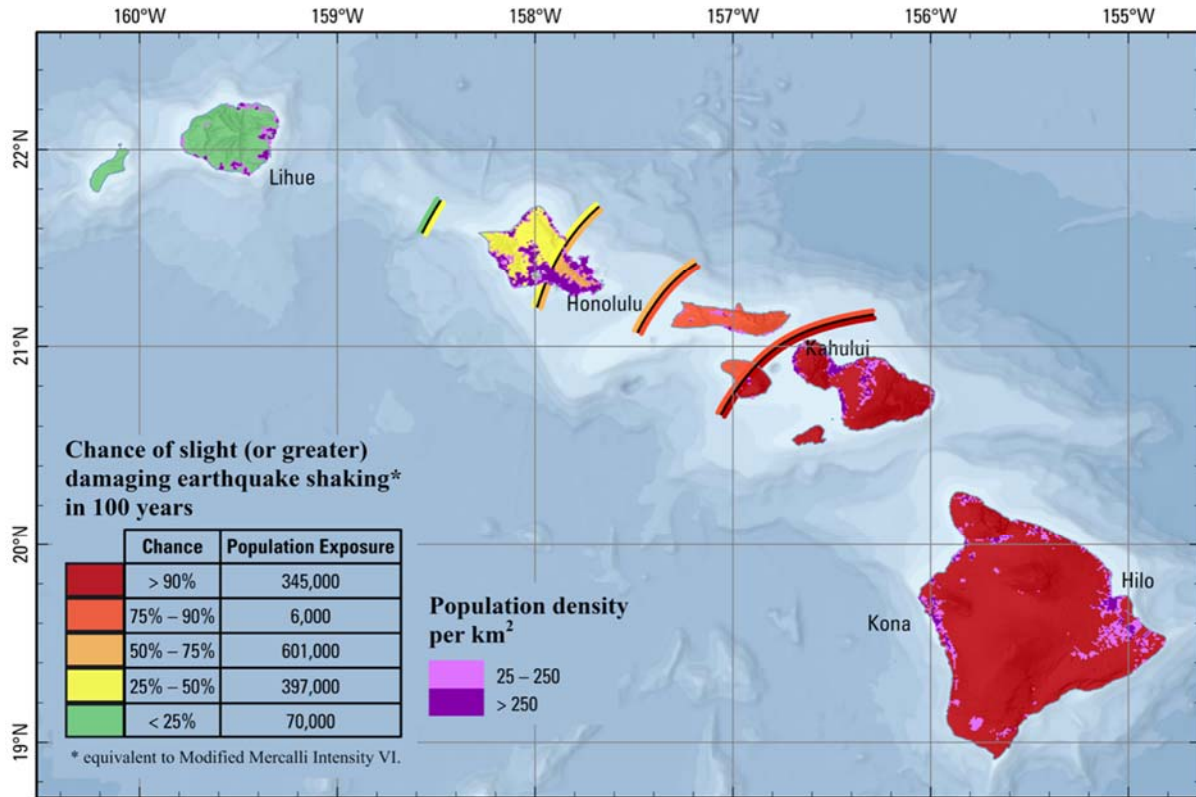 160°W 159°W 158°W 157°W 156°W 155°W
22°N
Lihue
Honolulu
21°N
Kahului
Chance of slight (or greater)
damaging earthquake shaking*
in 100 years
Chance Population Exposure
> 90% 345,000
75% – 90% 6,000
50% – 75% 601,000
25% – 50% 397,000
< 25% 70,000
* equivalent to Modified Mercalli Intensity VI.
Population density
per km2
25 – 250
> 250
20°N
Hilo
Kona
19°N